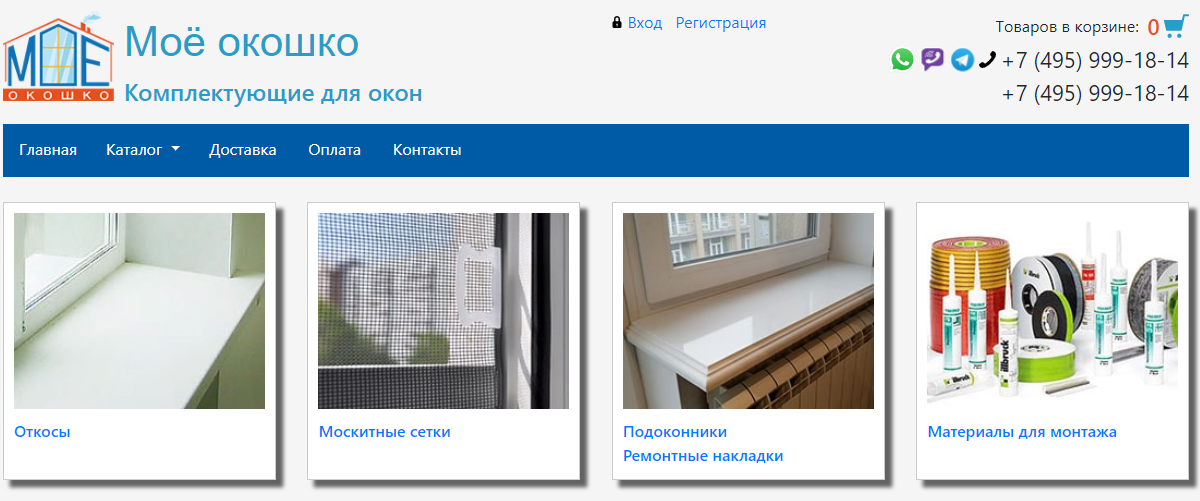 МОЁ
ОКОШКО
Моё окошко
Комплектующие для окон
Вход Регистрация
Товаров в корзине: 0
+7 (495) 999-18-14
+7 (495) 999-18-14
Главная Каталог Доставка Оплата Контакты
illbruck
Откосы
Москитные сетки
Подоконники
Ремонтные накладки
Материалы для монтажа